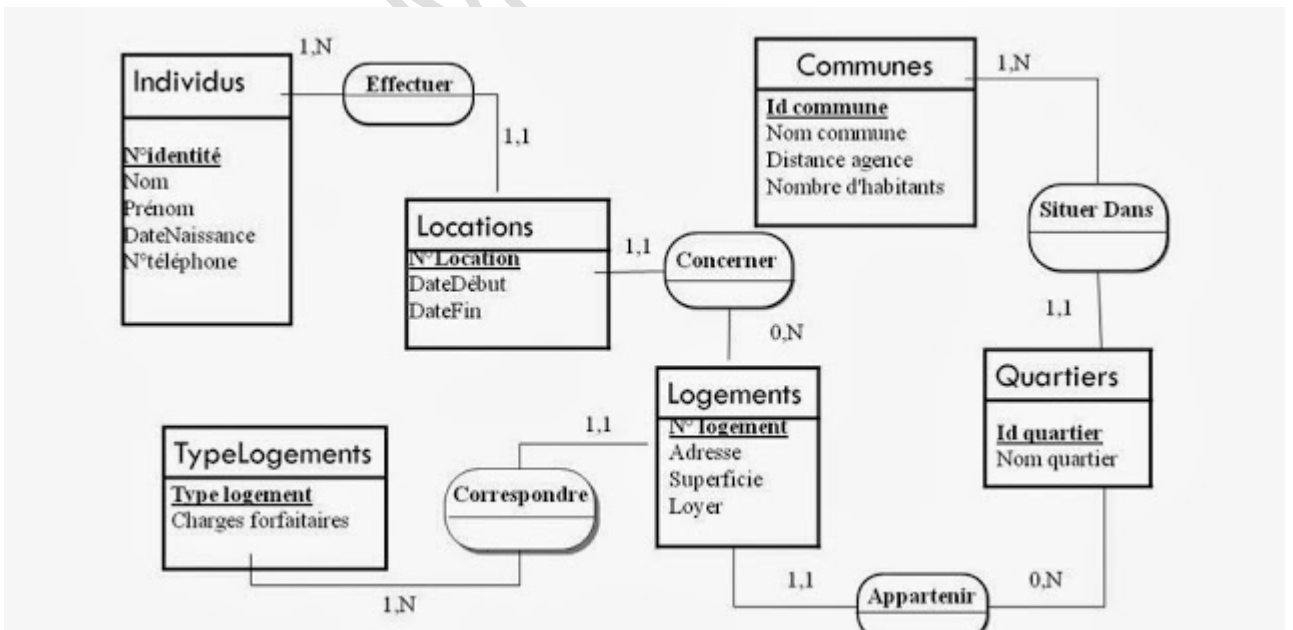 Individus
N°identité
Nom
Prénom
DateNaissance
N°téléphone
1,N
Effectuer
1,1
Locations
N°Location
DateDébut
DateFin
1,1
Concerner
0,N
Communes
Id commune
Nom commune
Distance agence
Nombre d'habitants
1,N
Situer Dans
1,1
Quartiers
Id quartier
Nom quartier
Logements
N° logement
Adresse
Superficie
Loyer
1,1
Correspondre
1,N
TypeLogements
Type logement
Charges forfaitaires
1,1
Appartenir
0,N